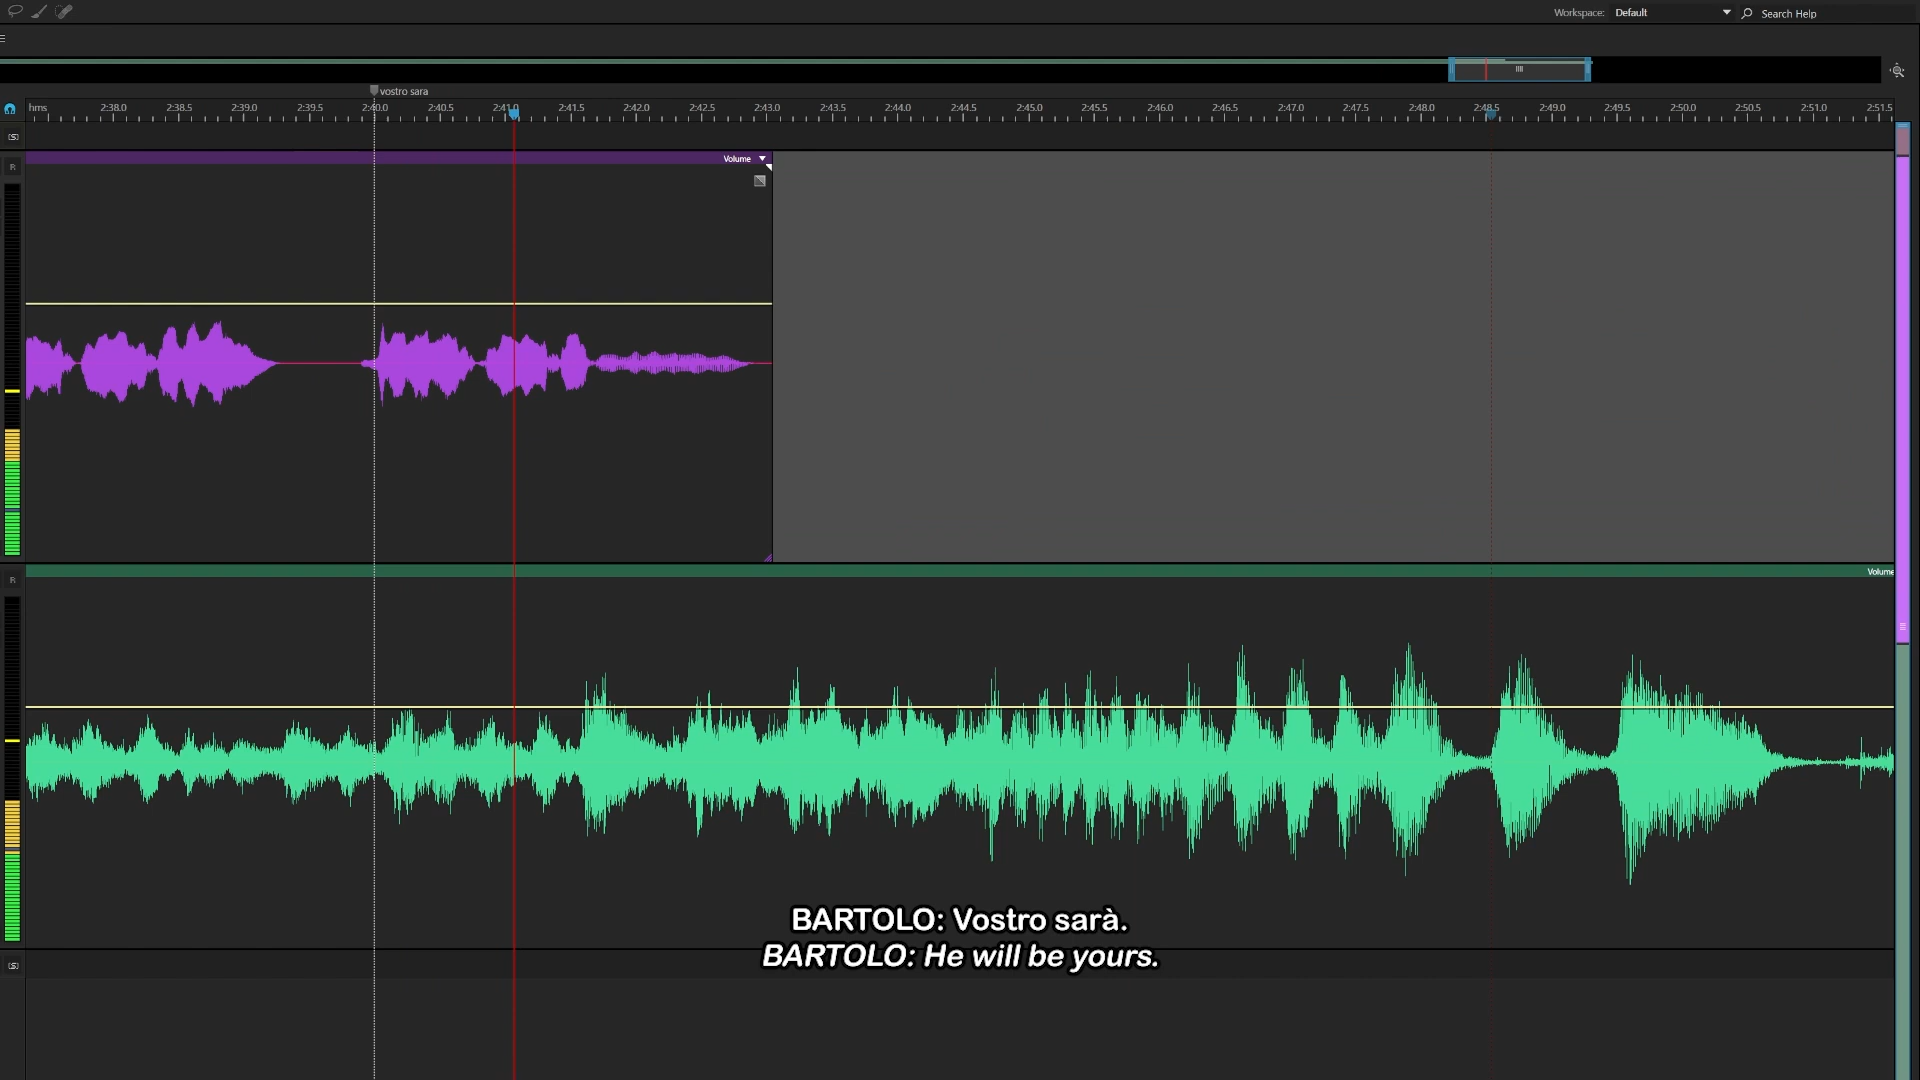 Workspace: Default Search Help
vostro sara
hms 2:38.0 2:38.5 2:39.0 2:39.5 2:40.0 2:40.5 2:41.0 2:41.5 2:42.0 2:42.5 2:43.0 2:43.5 2:44.0 2:44.5 2:45.0 2:45.5 2:46.0 2:46.5 2:47.0 2:47.5 2:48.0 2:48.5 2:49.0 2:49.5 2:50.0 2:50.5 2:51.0 2:51.5
(S)
Volume
R
R
Volume
BARTOLO: Vostro sarà.
BARTOLO: He will be yours.
(S)